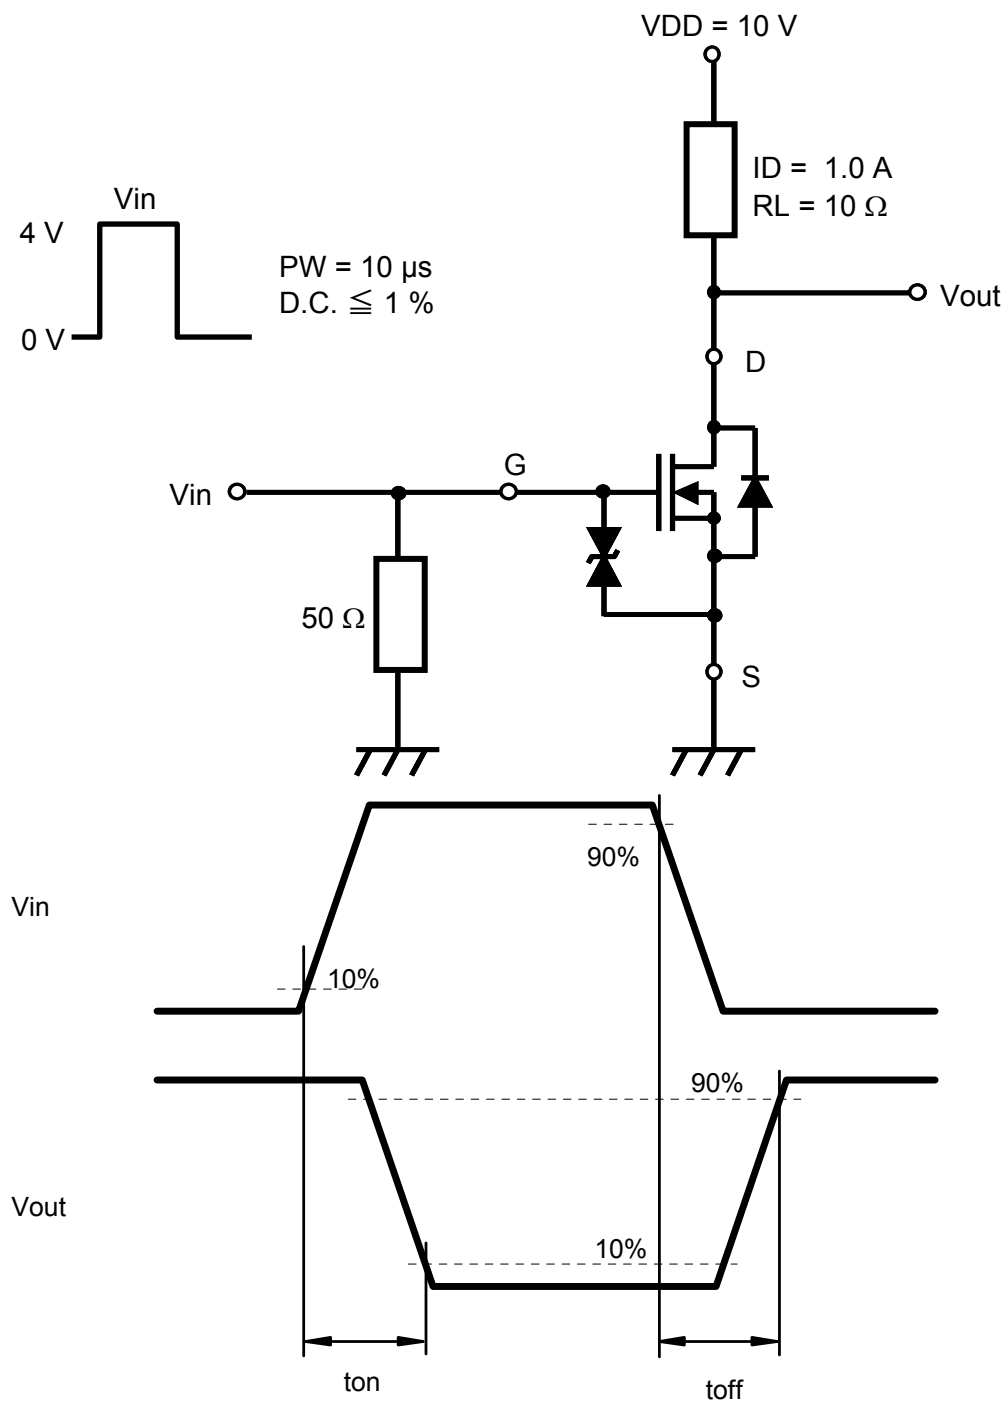 VDD = 10 V
ID = 1.0 A
RL = 10 Ω
Vin
4 V
0 V
PW = 10 µs
D.C. ≦ 1 %
Vout
D
G
Vin
50 Ω
S
90%
Vin
10%
90%
Vout
10%
ton
toff